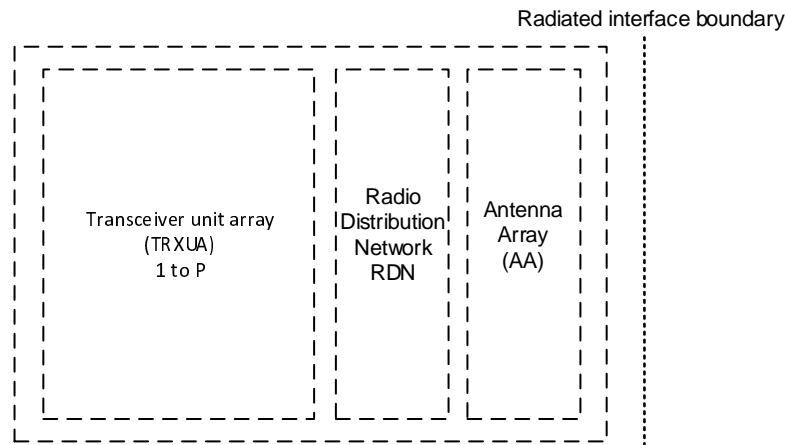 Radiated interface boundary
Transceiver unit array
(TRXUA)
1 to P
Radio
Distribution
Network
RDN
Antenna
Array
(AA)